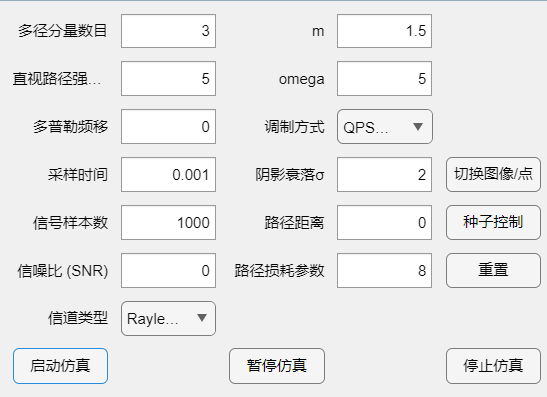 多径分量数目 3 m 1.5
直视路径强… 5 omega 5
多普勒频移 0 调制方式 QPS…
采样时间 0.001 阴影衰落σ 2 切换图像/点
信号样本数 1000 路径距离 0 种子控制
信噪比 (SNR) 0 路径损耗参数 8 重置
信道类型 Rayle…
启动仿真 暂停仿真 停止仿真